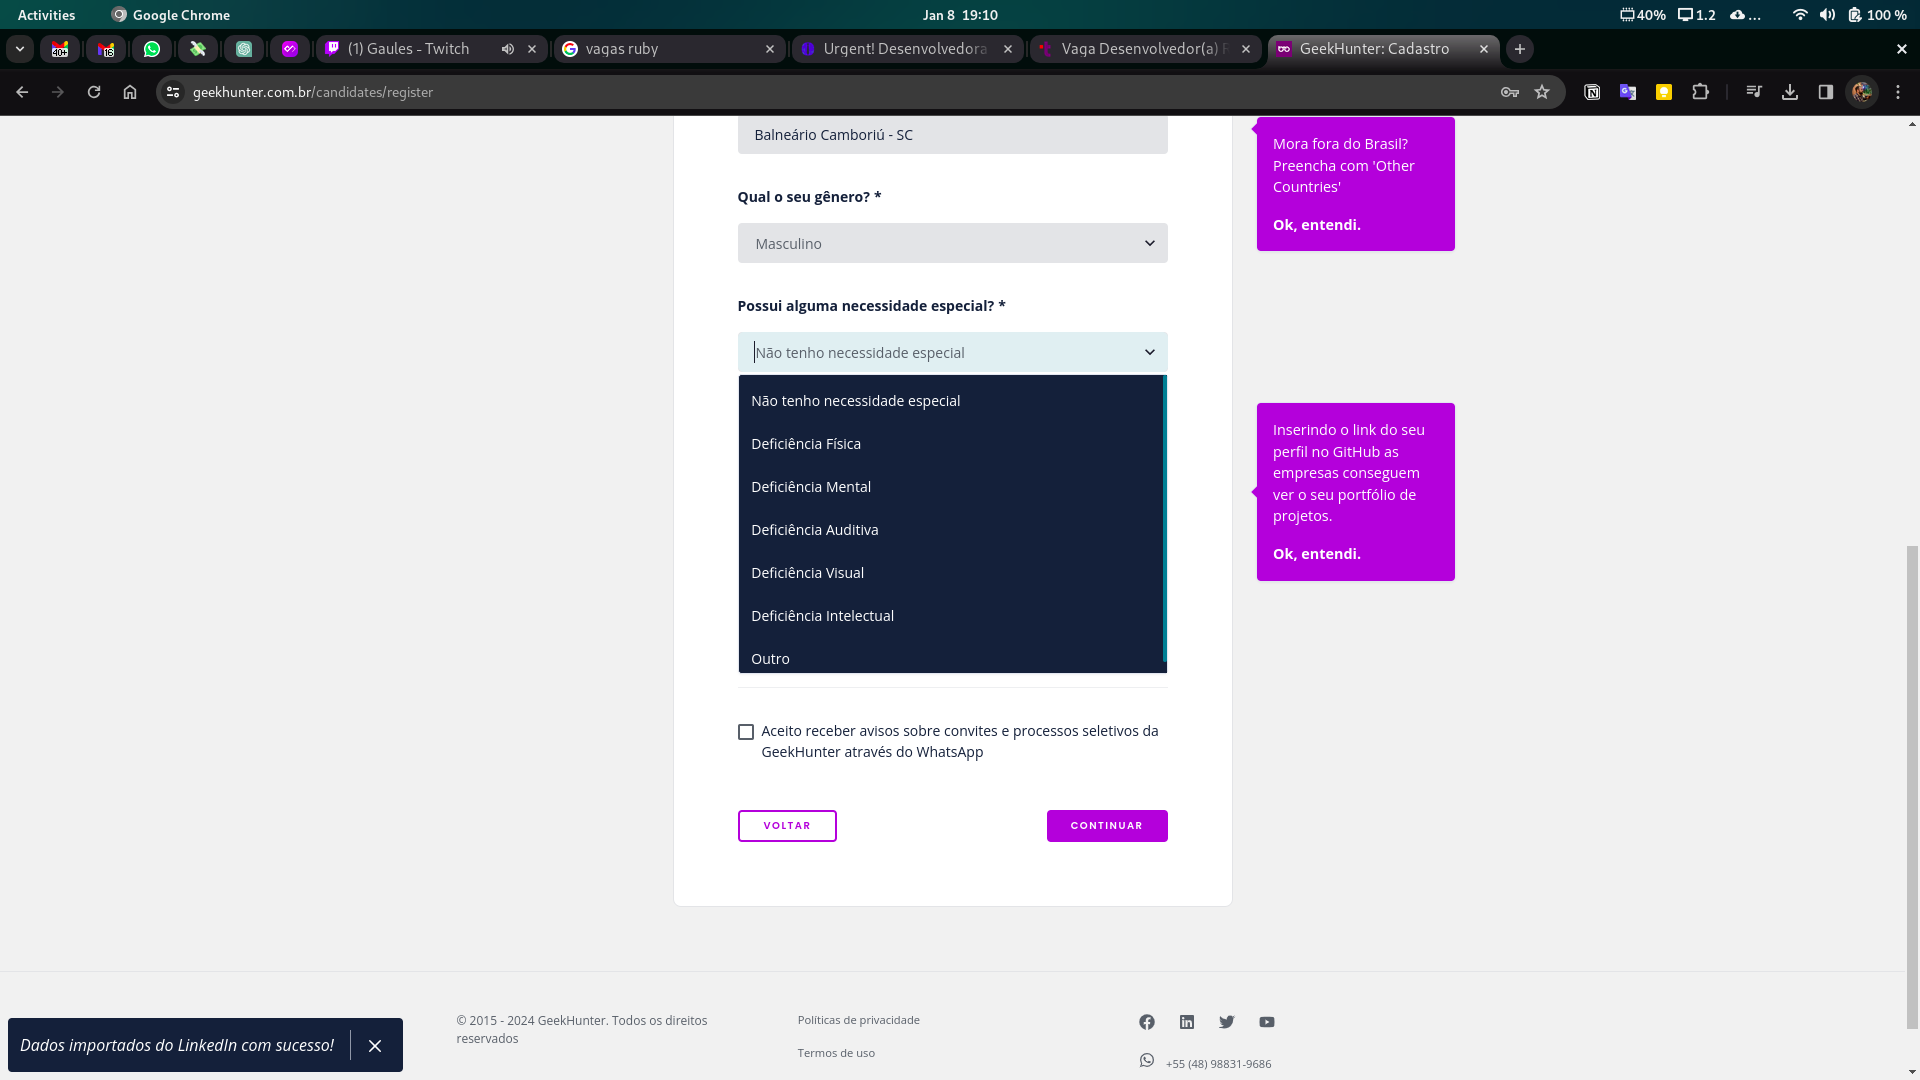 Activities
Google Chrome
Jan 8 19:10
40%
1.2
...
100 %
40+
16
(1) Gaules - Twitch
vagas ruby
Urgent! Desenvolvedora
Vaga Desenvolvedor(a) R
GeekHunter: Cadastro
geekhunter.com.br/candidates/register
Balneário Camboriú - SC
Qual o seu gênero? *
Masculino
Possui alguma necessidade especial? *
Não tenho necessidade especial
Não tenho necessidade especial
Deficiência Física
Deficiência Mental
Deficiência Auditiva
Deficiência Visual
Deficiência Intelectual
Outro
Aceito receber avisos sobre convites e processos seletivos da
GeekHunter através do WhatsApp
VOLTAR
CONTINUAR
Mora fora do Brasil?
Preencha com 'Other
Countries'
Ok, entendi.
Inserindo o link do seu
perfil no GitHub as
empresas conseguem
ver o seu portfólio de
projetos.
Ok, entendi.
© 2015 - 2024 GeekHunter. Todos os direitos
reservados
Políticas de privacidade
Termos de uso
+55 (48) 98831-9686
Dados importados do LinkedIn com sucesso!